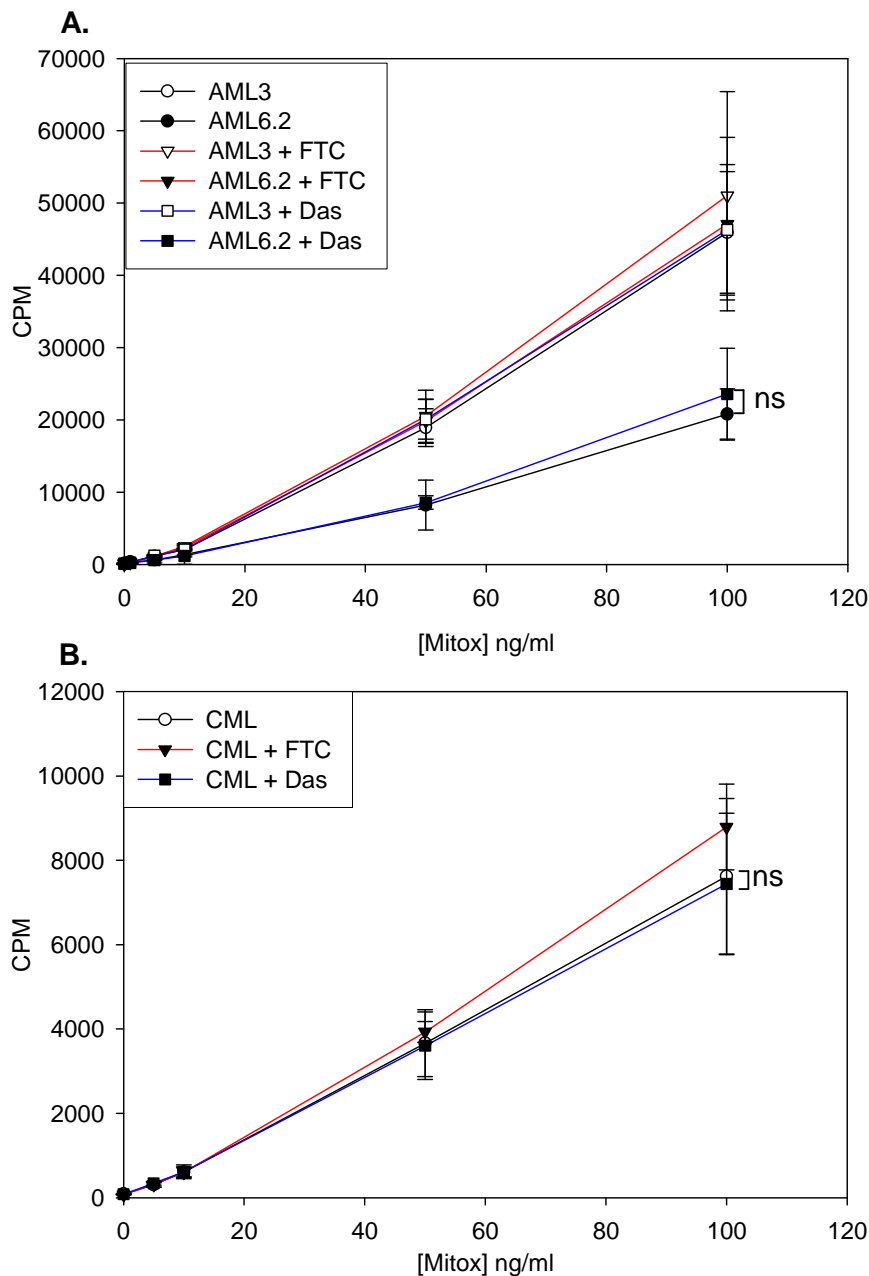 A.
70000
60000
50000
40000
30000
20000
10000
0
CPM
AML3
AML6.2
AML3 + FTC
AML6.2 + FTC
AML3 + Das
AML6.2 + Das
ns
0 20 40 60 80 100 120
[Mitox] ng/ml
B.
12000
10000
8000
6000
4000
2000
0
CPM
CML
CML + FTC
CML + Das
ns
0 20 40 60 80 100 120
[Mitox] ng/ml